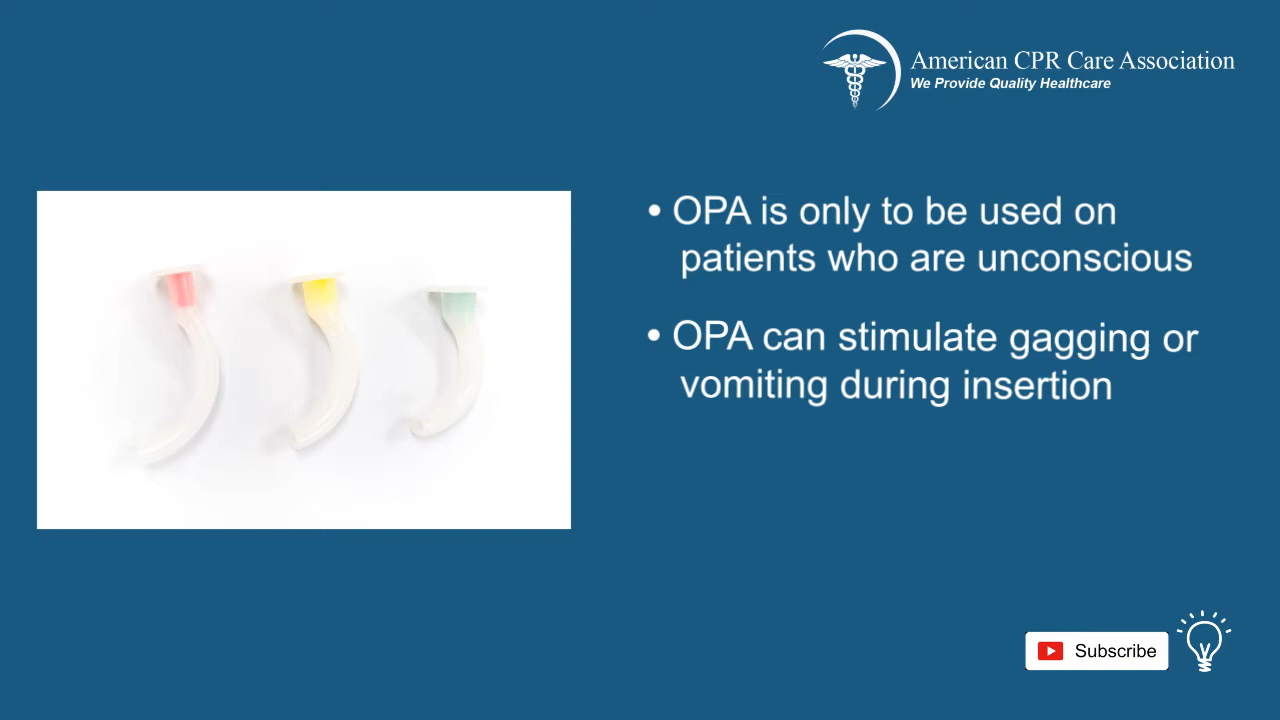 American CPR Care Association
We Provide Quality Healthcare
• OPA is only to be used on
patients who are unconscious
• OPA can stimulate gagging or
vomiting during insertion
Subscribe